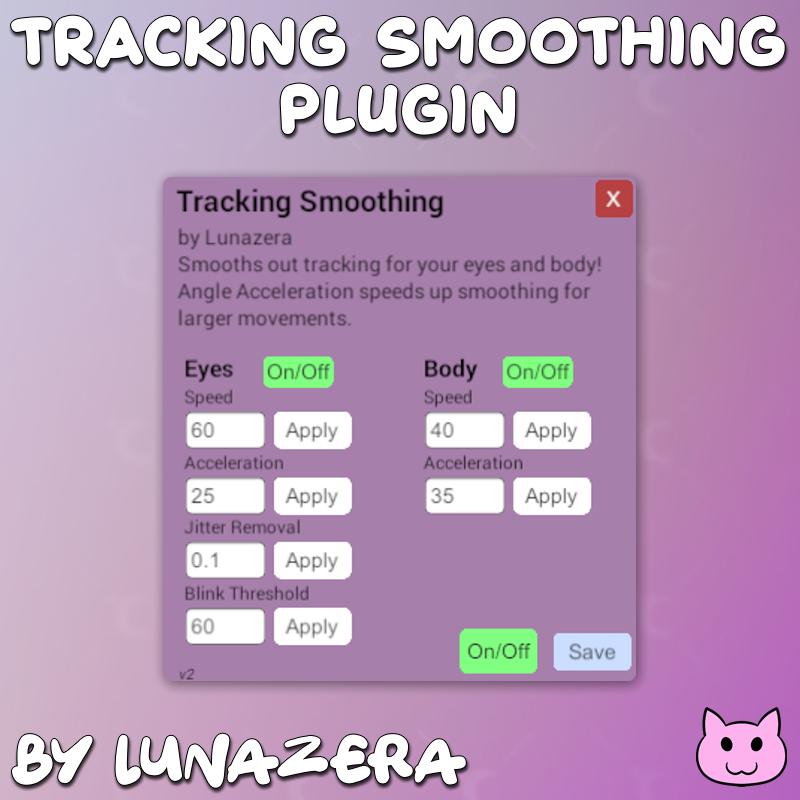 TRACKING SMOOTHING
PLUGIN
Tracking Smoothing
X
by Lunazera
Smooths out tracking for your eyes and body!
Angle Acceleration speeds up smoothing for
larger movements.
Eyes On/Off Body On/Off
Speed Speed
60 Apply 40 Apply
Acceleration Acceleration
25 Apply 35 Apply
Jitter Removal
0.1 Apply
Blink Threshold
60 Apply
On/Off Save
v2
BY LUNAZERA